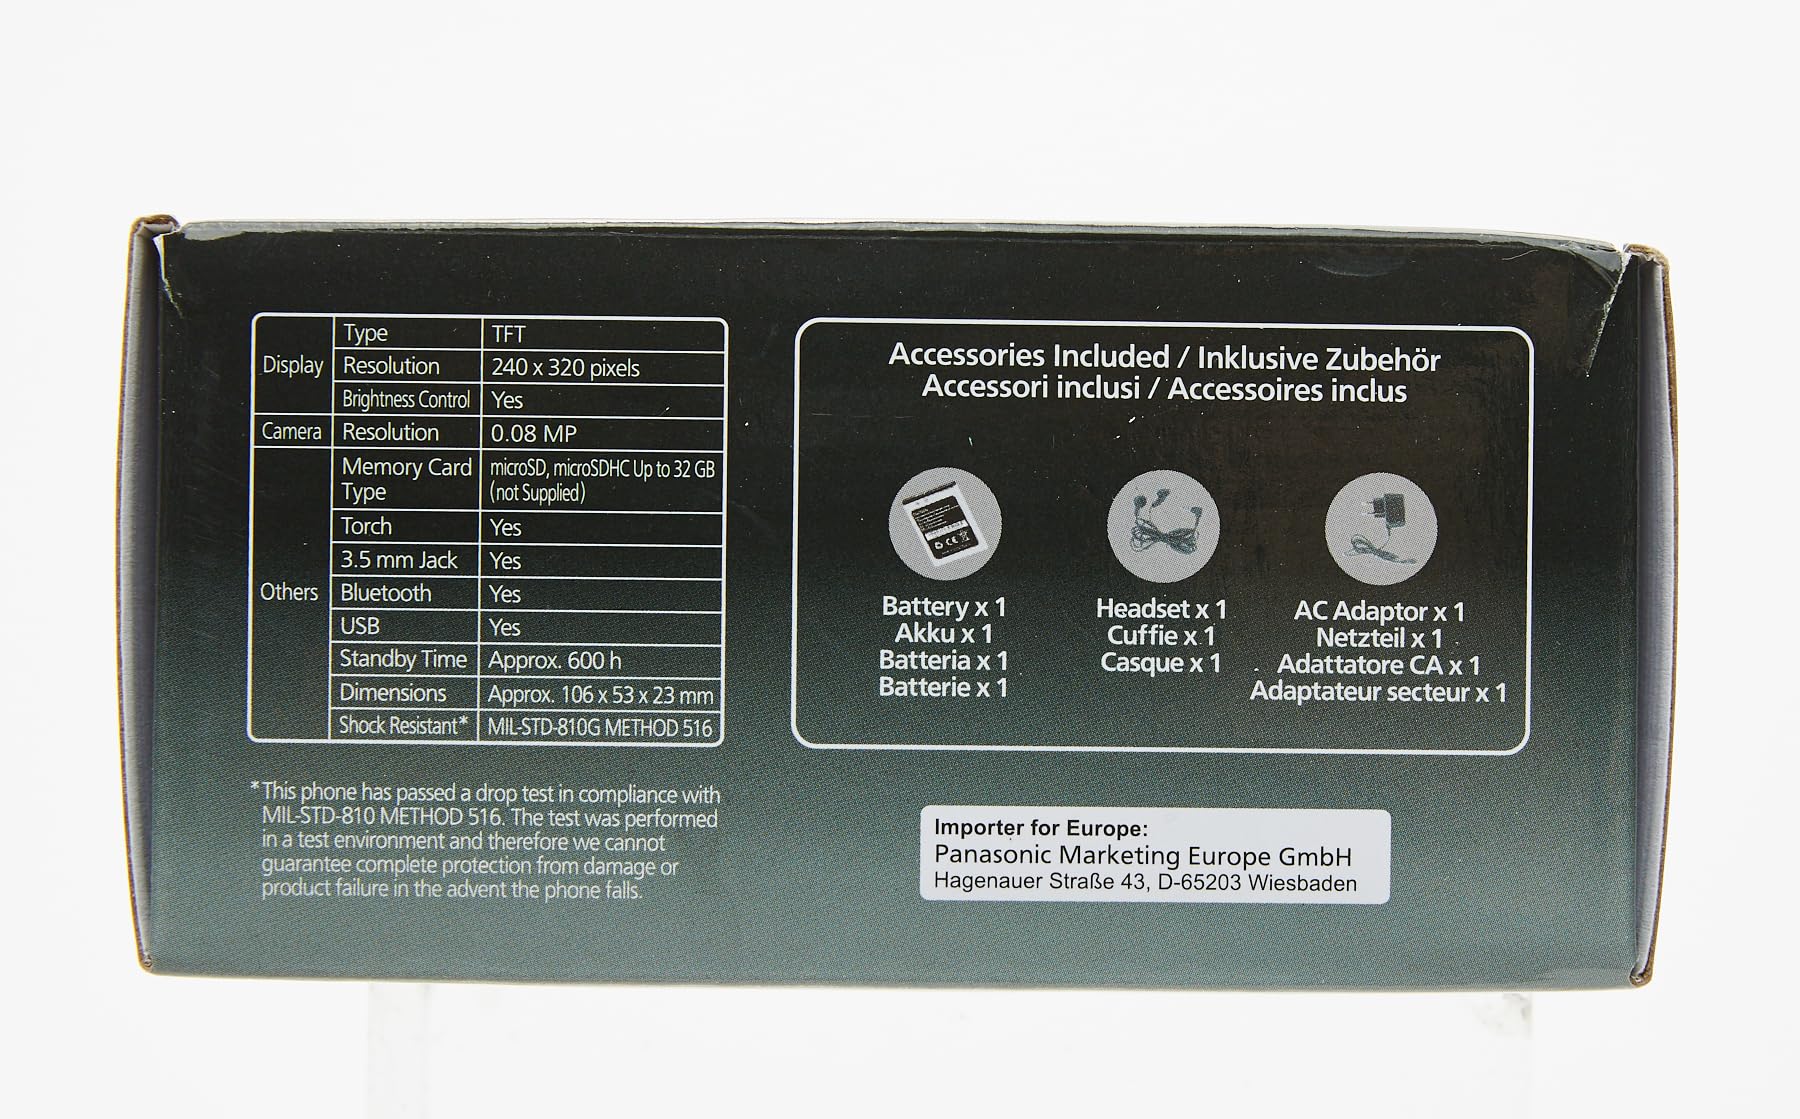 Display
Type TFT
Resolution 240 x 320 pixels
Brightness Control Yes
Camera Resolution 0.08 MP
Others
Memory Card microSD, microSDHC Up to 32 GB
Type (not Supplied)
Torch Yes
3.5 mm Jack Yes
Bluetooth Yes
USB Yes
Standby Time Approx. 600 h
Dimensions Approx. 106 x 53 x 23 mm
Shock Resistant* MIL-STD-810G METHOD 516
*This phone has passed a drop test in compliance with
MIL-STD-810 METHOD 516. The test was performed
in a test environment and therefore we cannot
guarantee complete protection from damage or
product failure in the advent the phone falls.
Accessories Included / Inklusive Zubehör
Accessori inclusi / Accessoires inclus
Battery x 1
Akku x 1
Batteria x 1
Batterie x 1
Headset x 1
Cuffie x 1
Casque x 1
AC Adaptor x 1
Netzteil x 1
Adattatore CA x 1
Adaptateur secteur x 1
Importer for Europe:
Panasonic Marketing Europe GmbH
Hagenauer Straße 43, D-65203 Wiesbaden